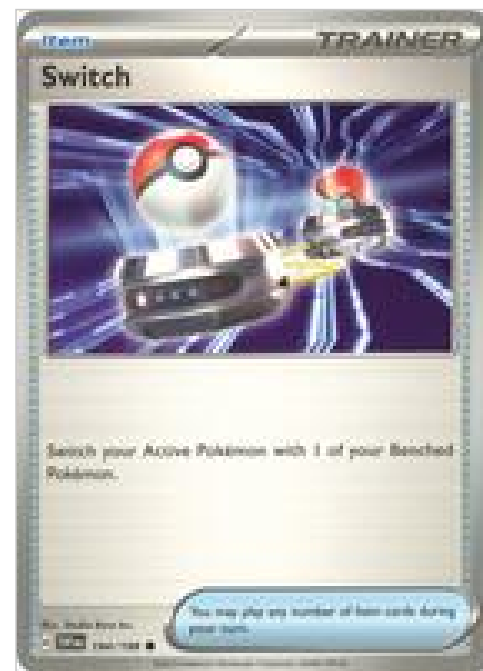 Item TRAINER
Switch
Switch your Active Pokémon with 1 of your Benched
Pokémon.
You may play any number of Item cards during
your turn.